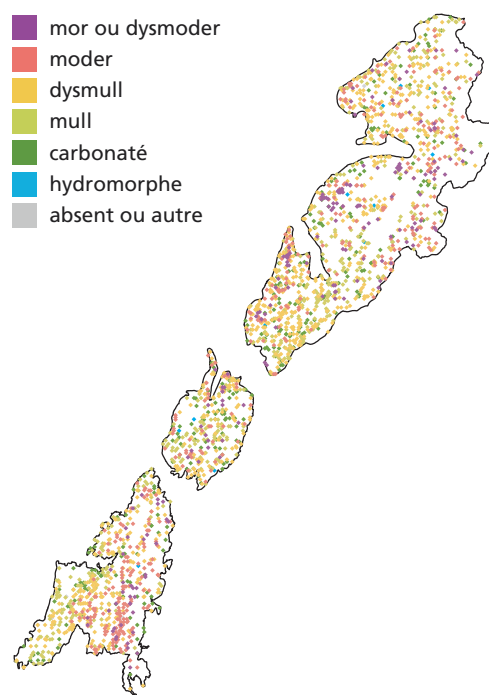 mor ou dysmoder
moder
dysmull
mull
carbonaté
hydromorphe
absent ou autre